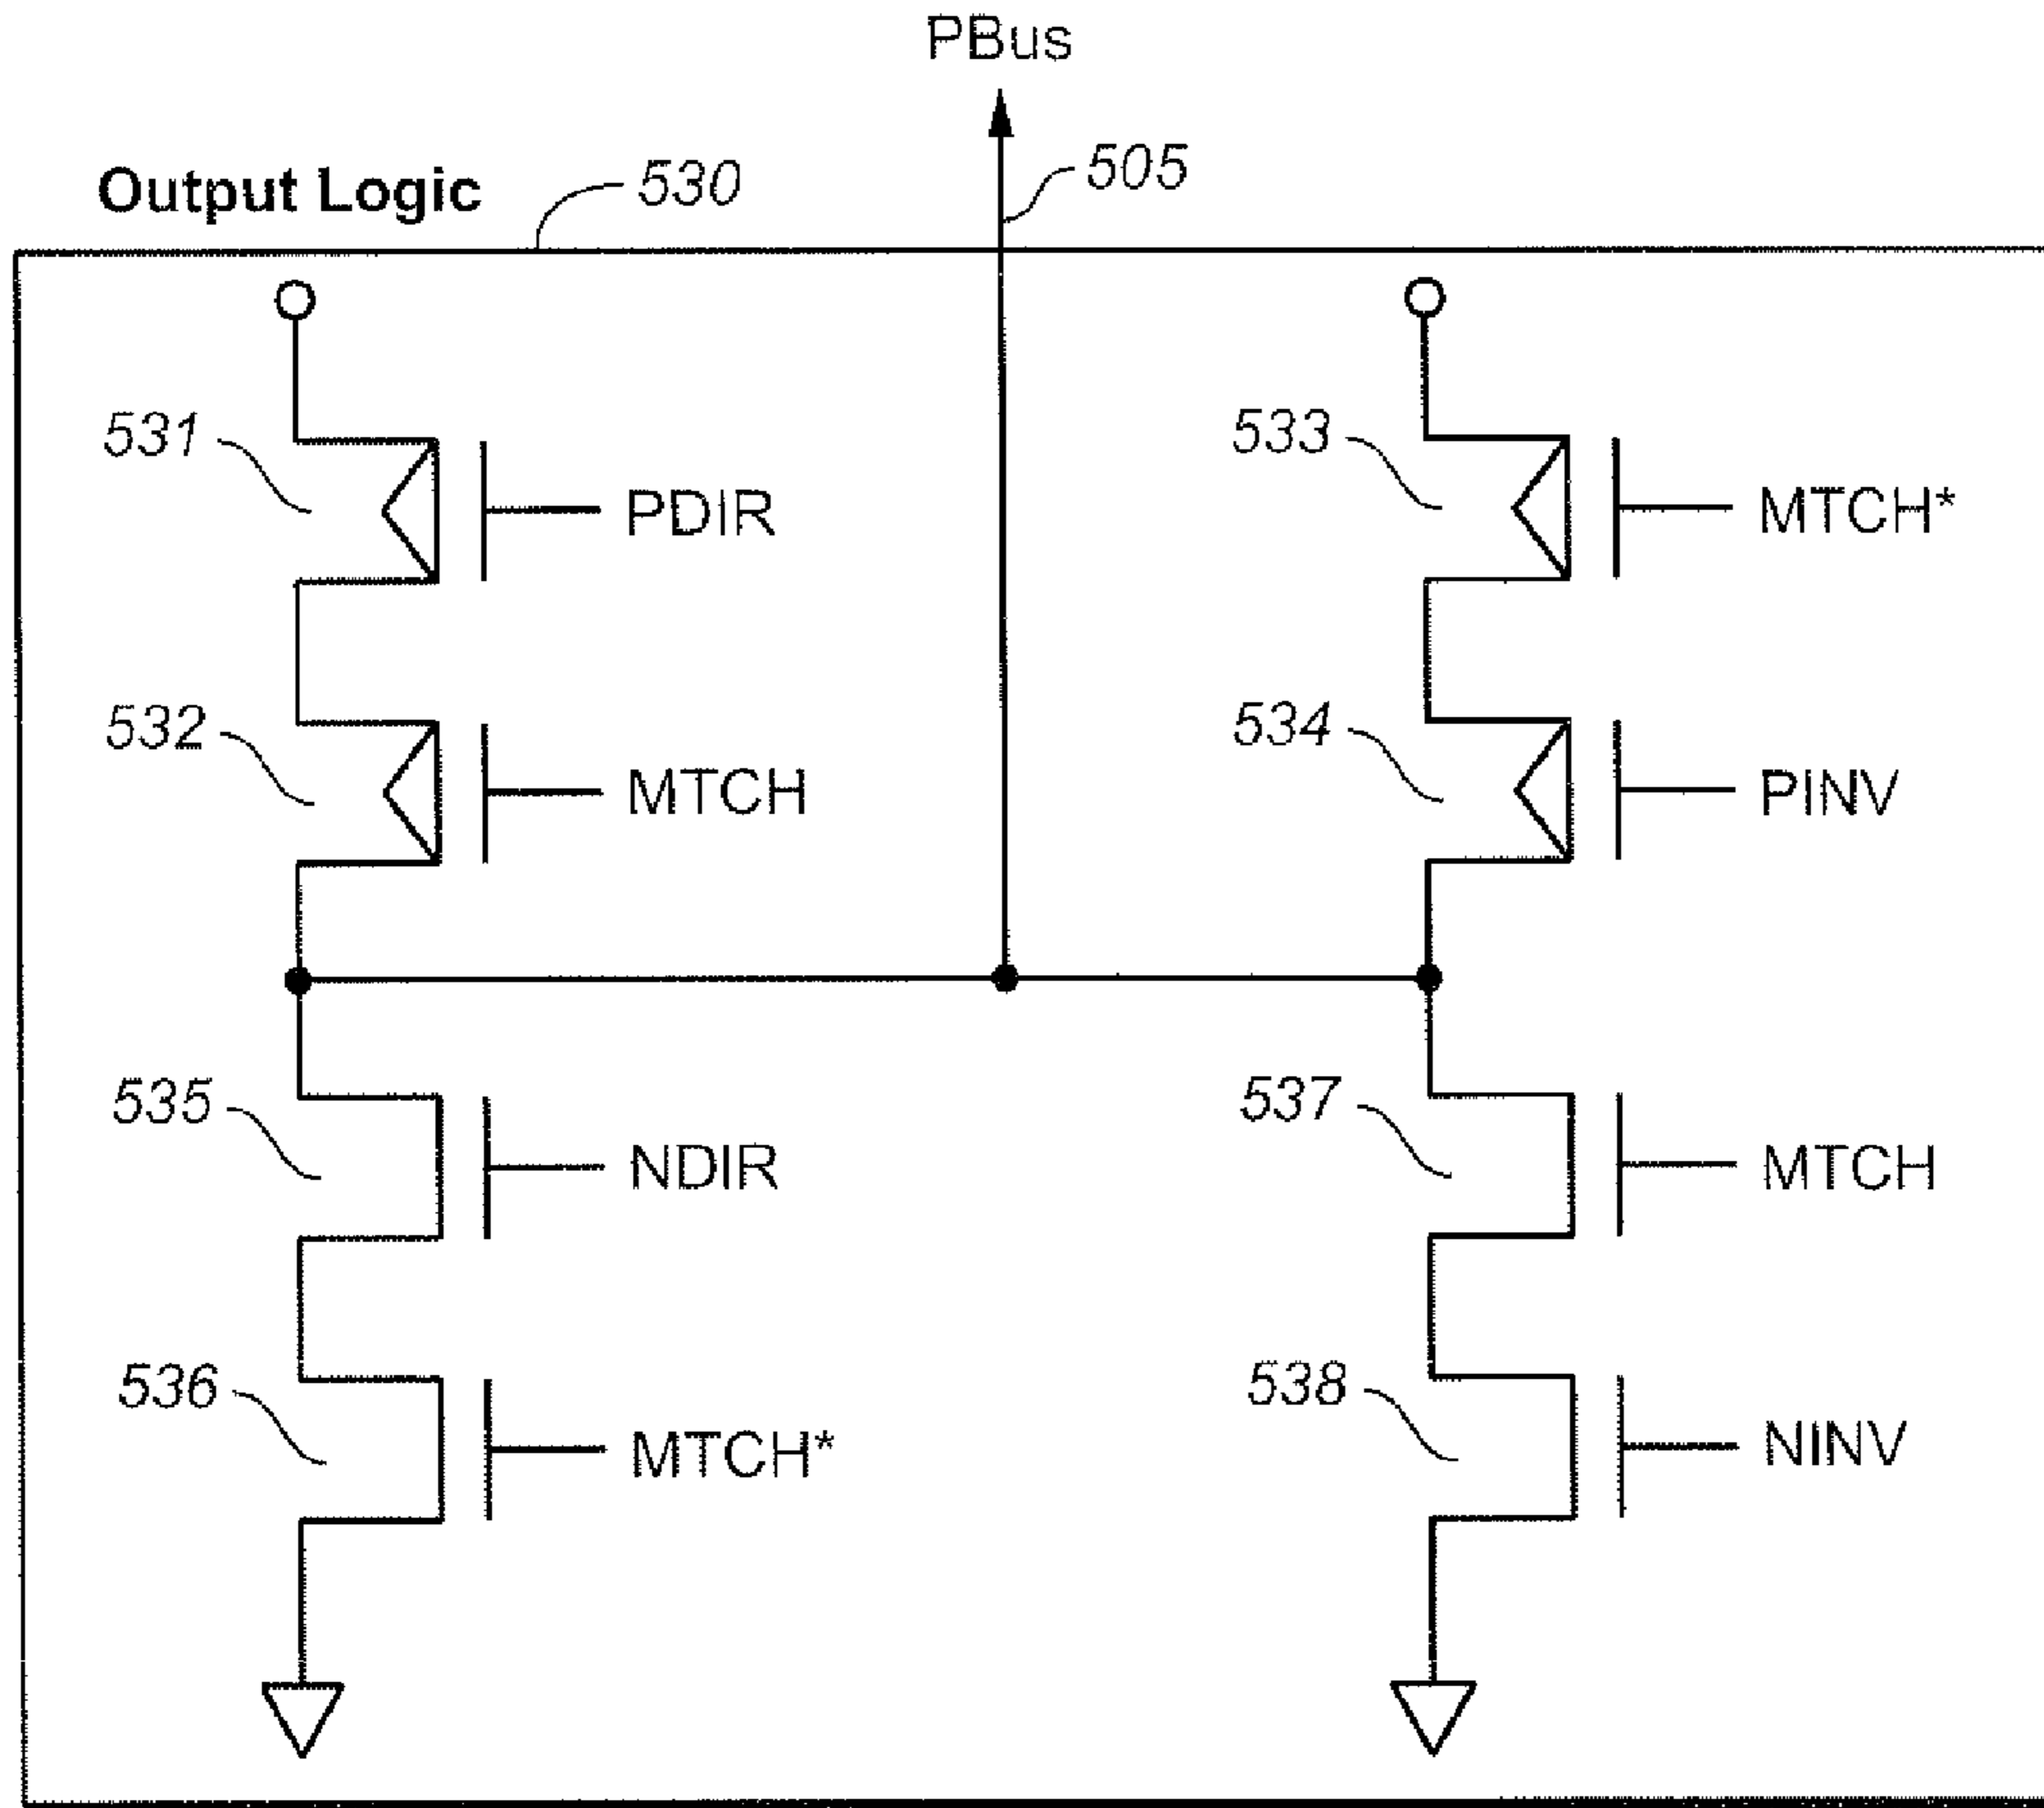 PBus
505
Output Logic
530
531
PDIR
533
MTCH*
532
MTCH
534
PINV
535
NDIR
537
MTCH
536
MTCH*
538
NINV